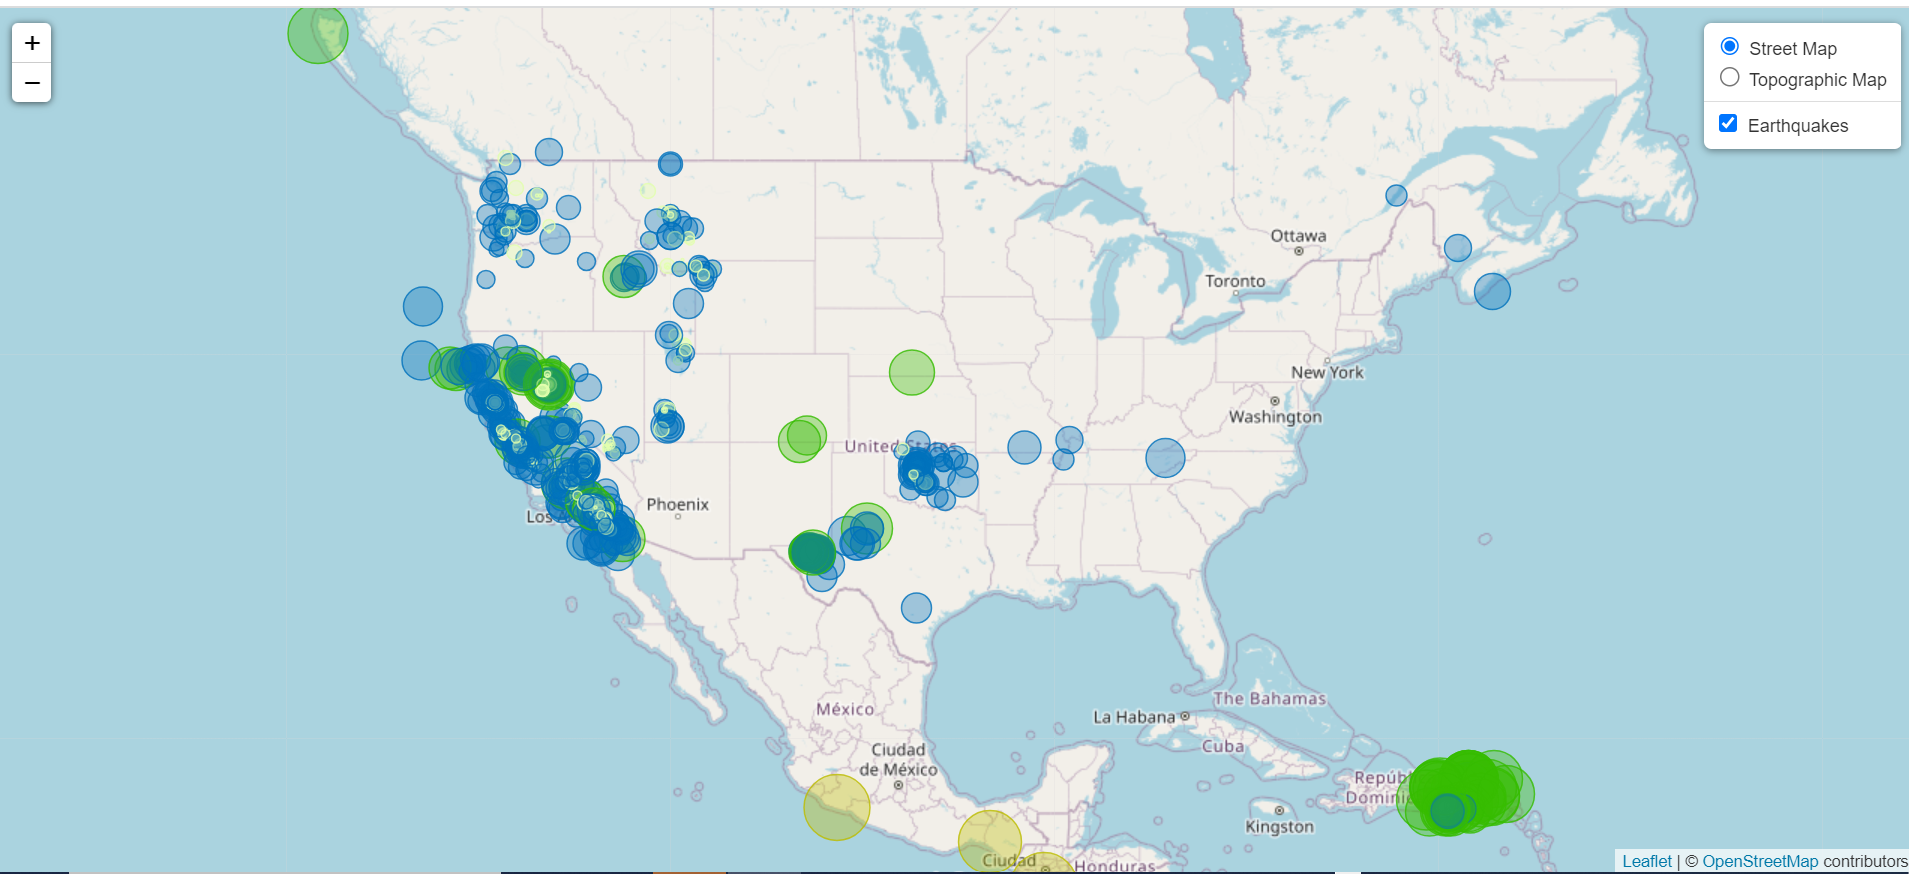 +
−
Street Map
Topographic Map
Earthquakes
Ottawa
Toronto
New York
Washington
United States
Phoenix
Los
México
Ciudad
de México
La Habana
The Bahamas
Cuba
Repúb
Domini
Kingston
Ciudad
Honduras
Leaflet | © OpenStreetMap contributors